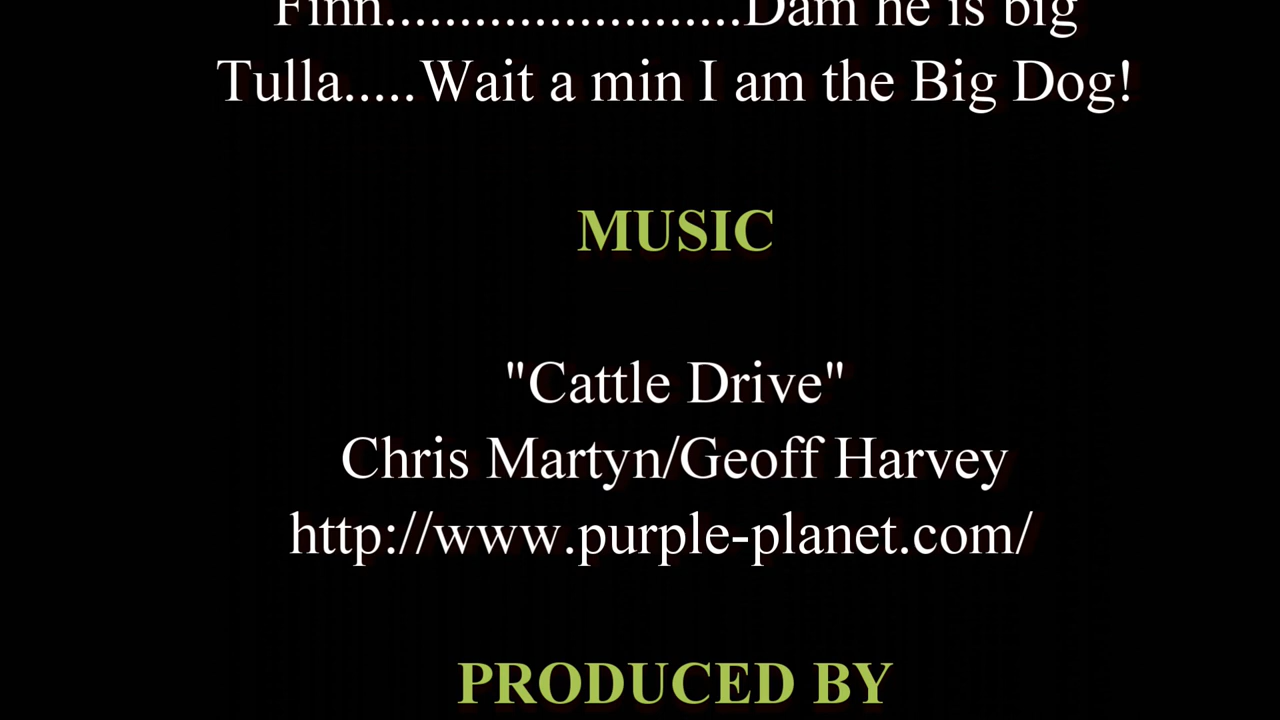 Finn........................Dam he is big
Tulla.....Wait a min I am the Big Dog!
MUSIC
"Cattle Drive"
Chris Martyn/Geoff Harvey
http://www.purple-planet.com/
PRODUCED BY